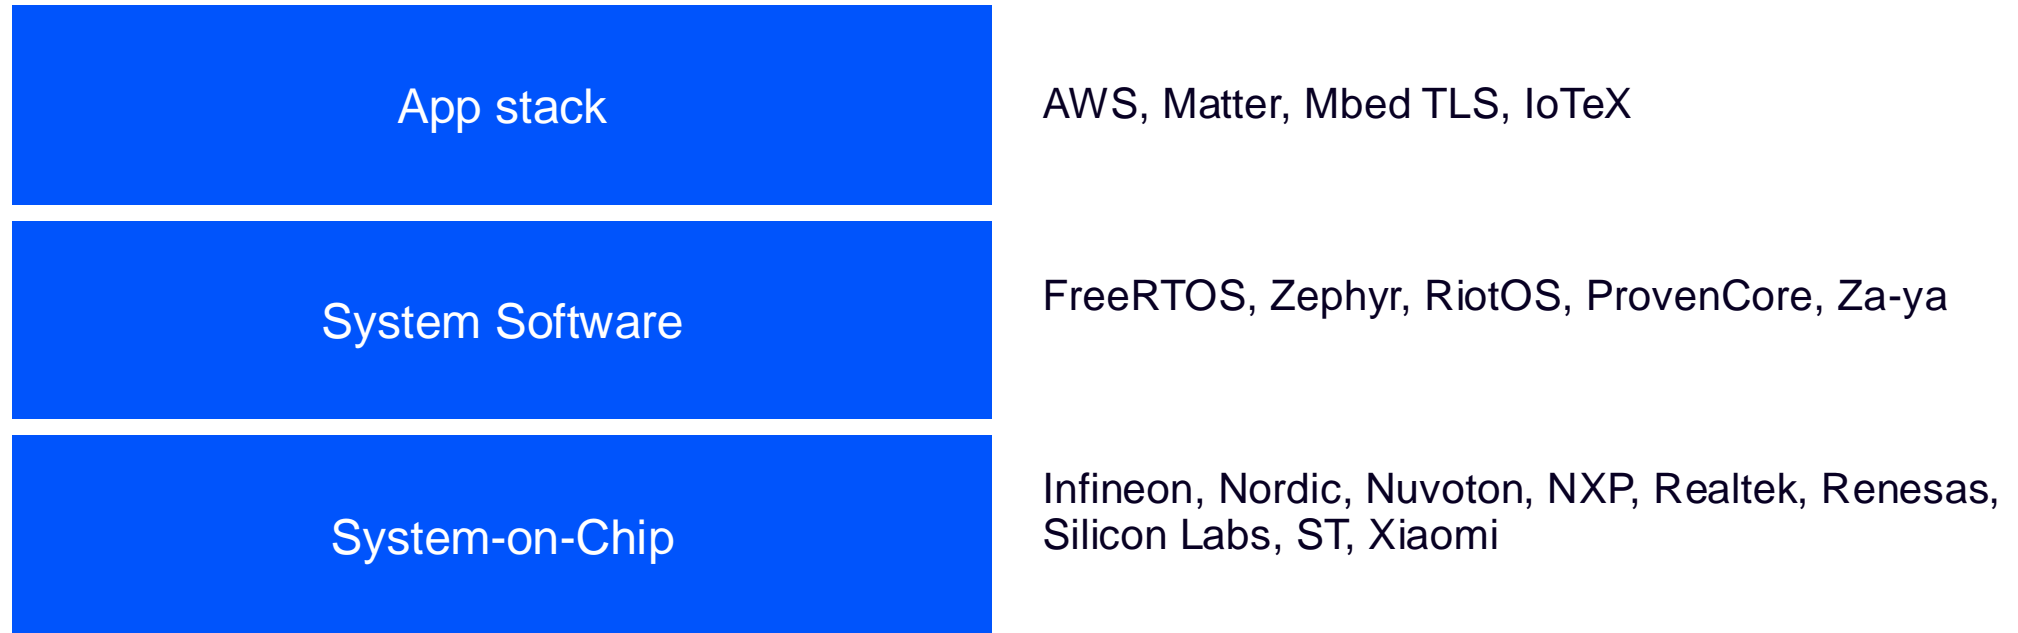 App stack
AWS, Matter, Mbed TLS, IoTeX
System Software
FreeRTOS, Zephyr, RiotOS, ProvenCore, Za-ya
System-on-Chip
Infineon, Nordic, Nuvoton, NXP, Realtek, Renesas,
Silicon Labs, ST, Xiaomi